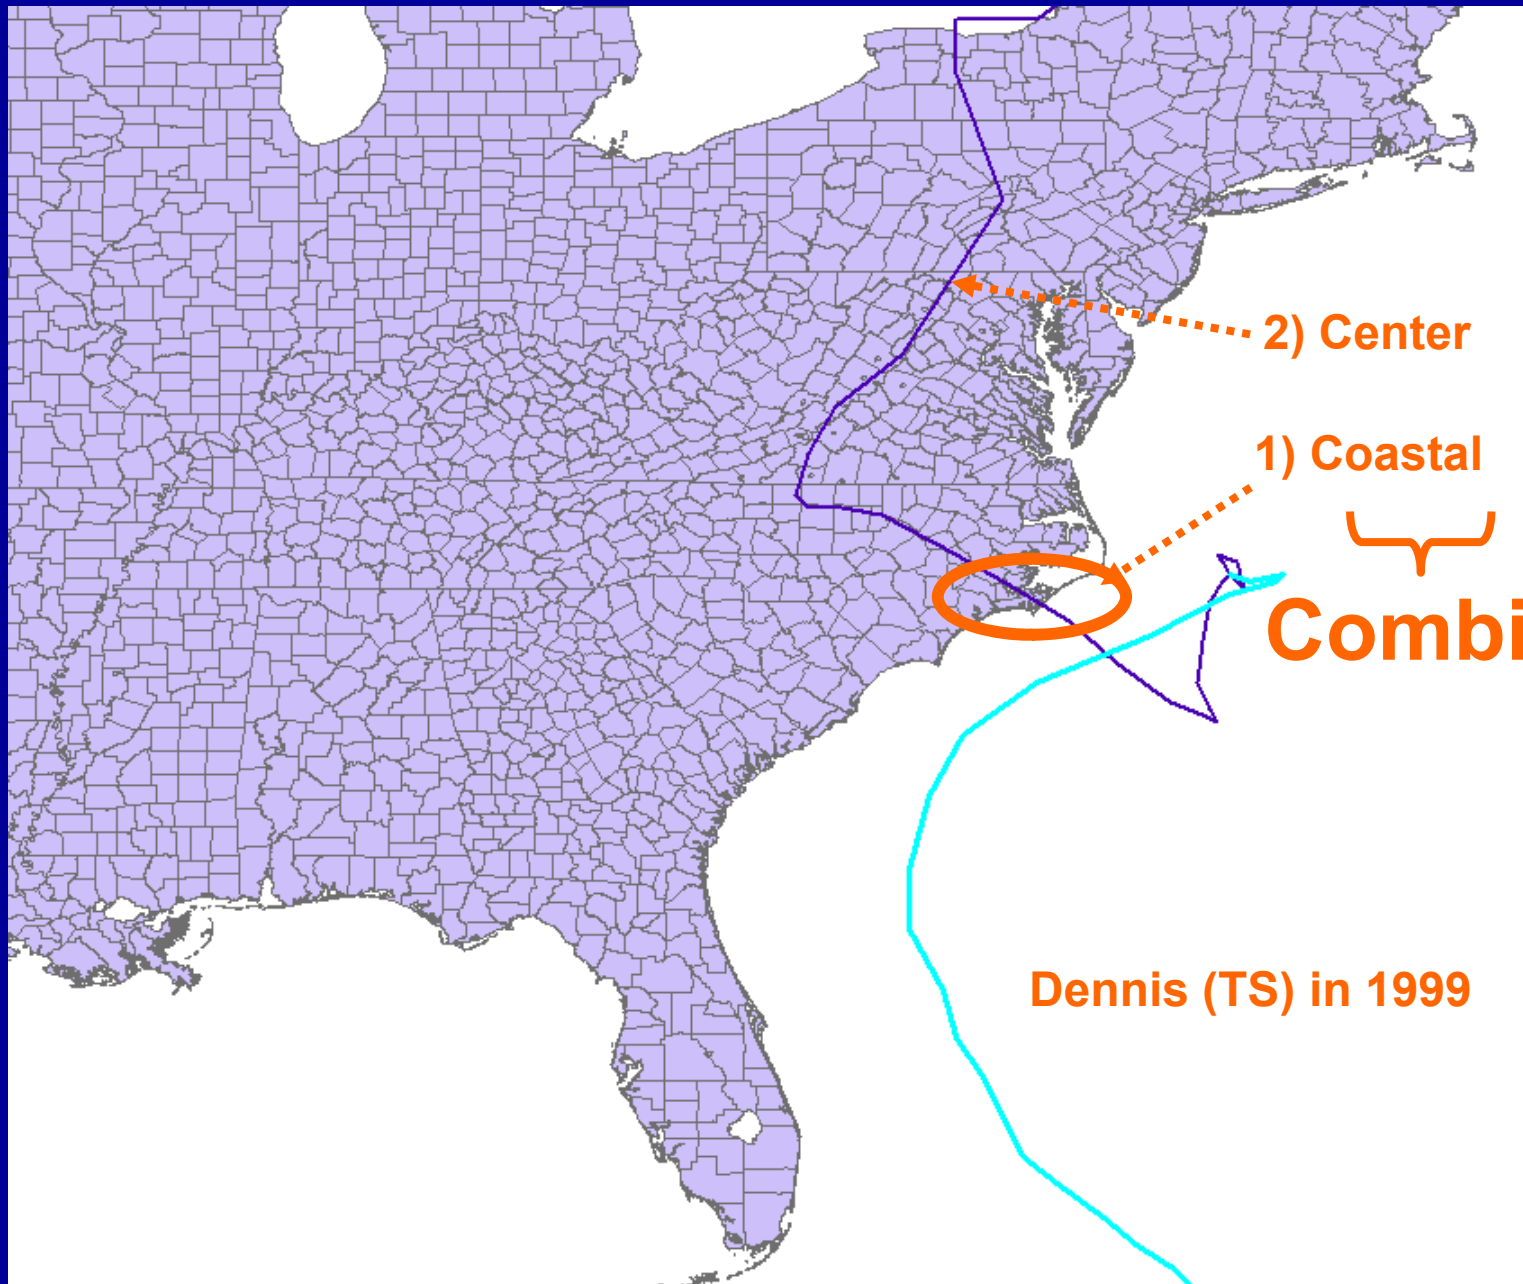 2) Center
1) Coastal
Combi
Dennis (TS) in 1999